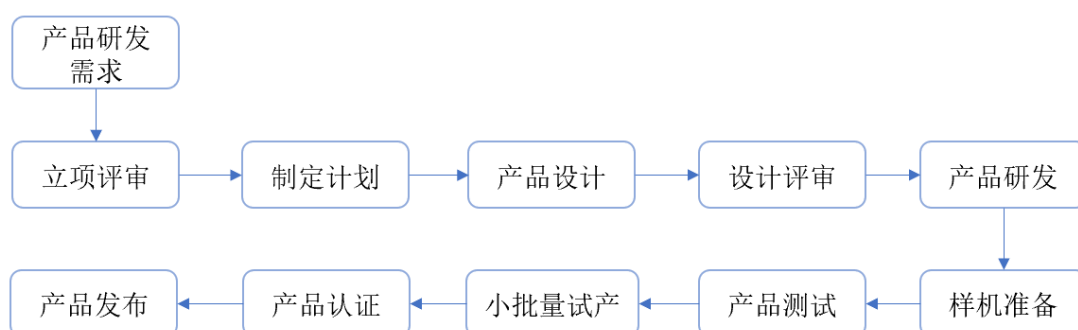 产品研发
需求
立项评审
制定计划
产品设计
设计评审
产品研发
样机准备
产品测试
小批量试产
产品认证
产品发布